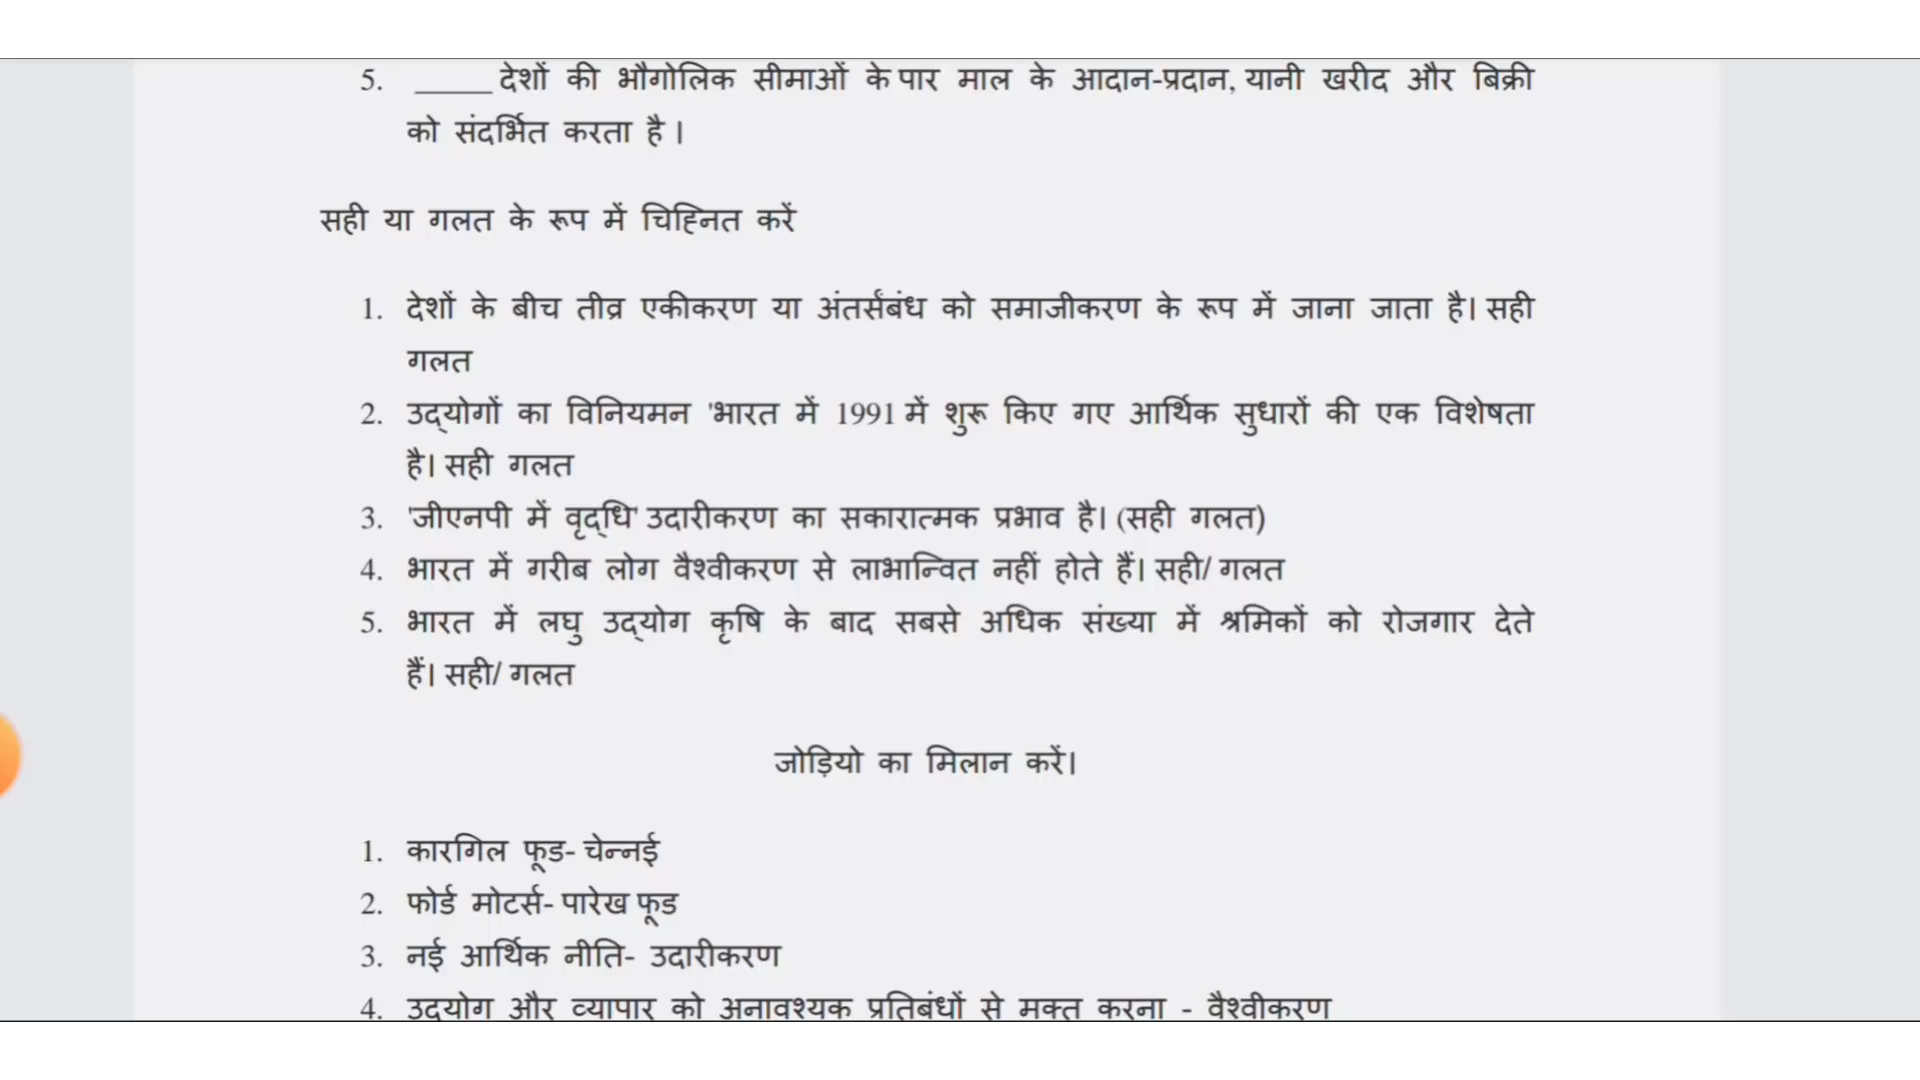 5. _____ देशों की भौगोलिक सीमाओं के पार माल के आदान-प्रदान, यानी खरीद और बिक्री
को संदर्भित करता है ।
सही या गलत के रूप में चिह्नित करें
1. देशों के बीच तीव्र एकीकरण या अंतर्संबंध को समाजीकरण के रूप में जाना जाता है। सही
गलत
2. उद्योगों का विनियमन 'भारत में 1991 में शुरू किए गए आर्थिक सुधारों की एक विशेषता
है। सही गलत
3. 'जीएनपी में वृद्धि' उदारीकरण का सकारात्मक प्रभाव है। (सही गलत)
4. भारत में गरीब लोग वैश्वीकरण से लाभान्वित नहीं होते हैं। सही/ गलत
5. भारत में लघु उद्योग कृषि के बाद सबसे अधिक संख्या में श्रमिकों को रोजगार देते
हैं। सही/ गलत
जोड़ियो का मिलान करें।
1. कारगिल फूड- चेन्नई
2. फोर्ड मोटर्स- पारेख फूड
3. नई आर्थिक नीति- उदारीकरण
4. उद्योग और व्यापार को अनावश्यक प्रतिबंधों से मुक्त करना - वैश्वीकरण